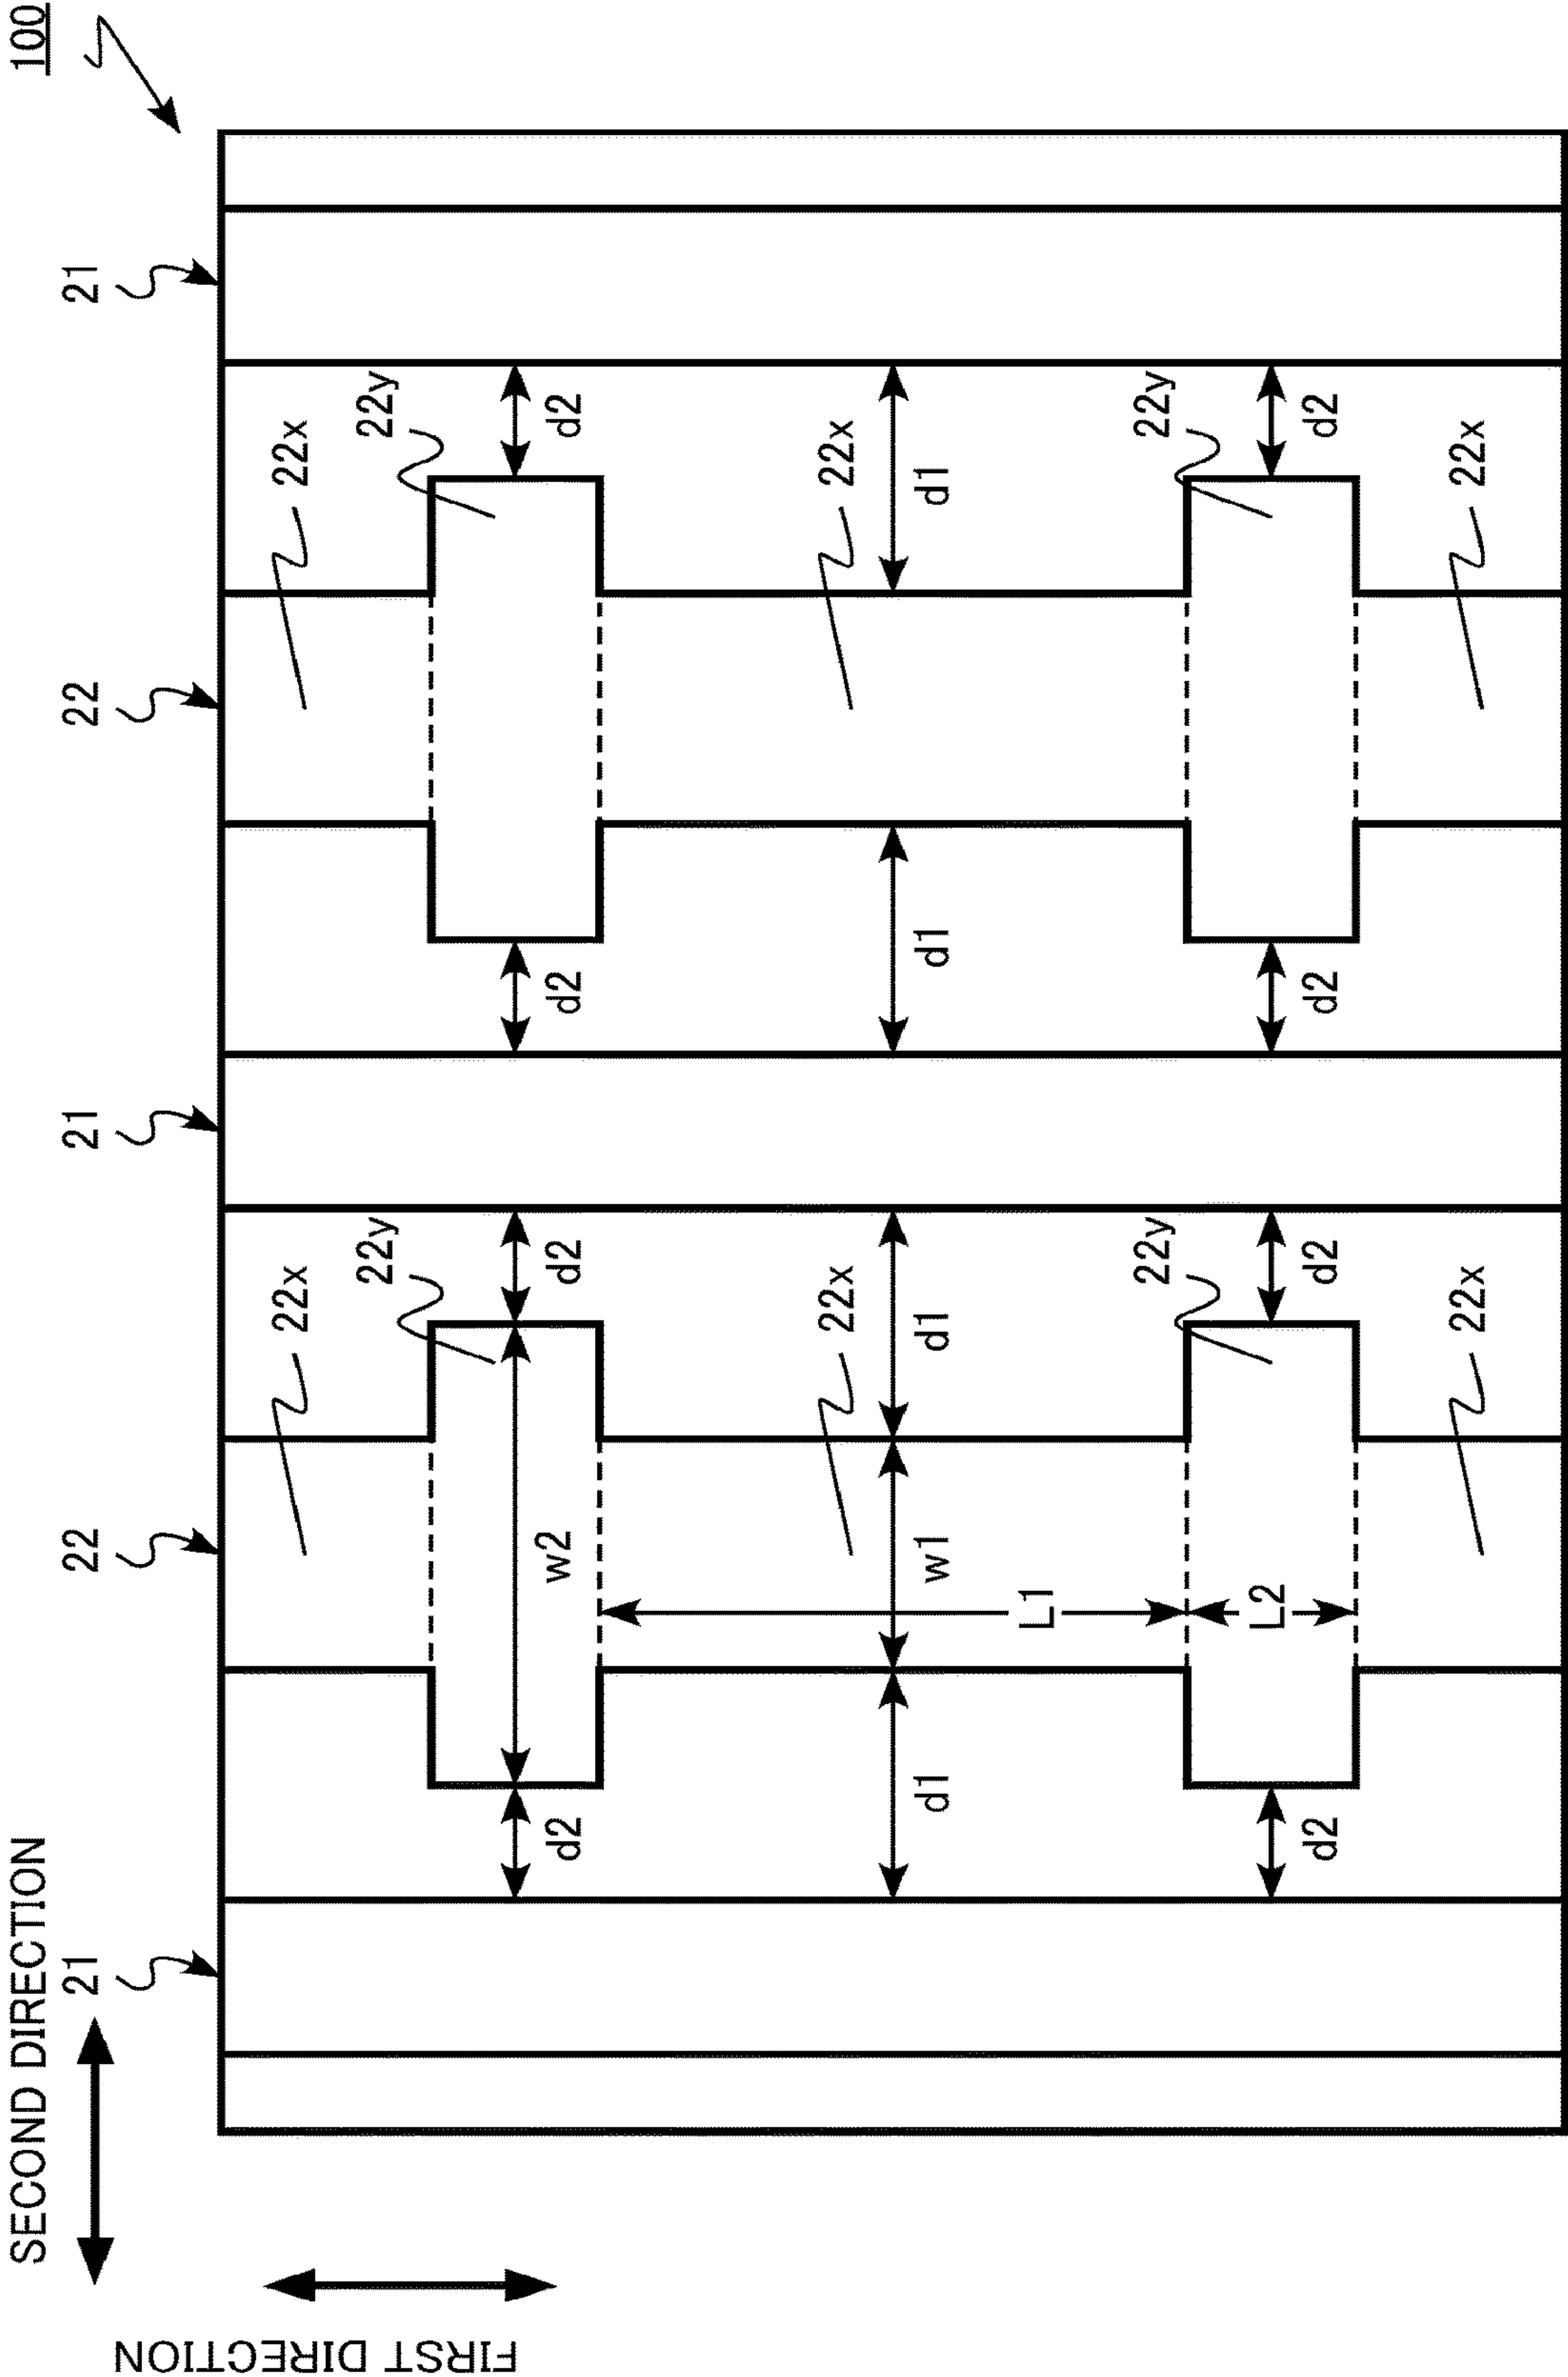 SECOND DIRECTION
100
21
22
21
22
21
FIRST DIRECTION
22x
22x
22y
22y
d2
w2
d2
d2
d2
22x
22x
d1
w1
d1
d1
d1
L1
22y
22y
L2
d2
d2
d2
d2
22x
22x